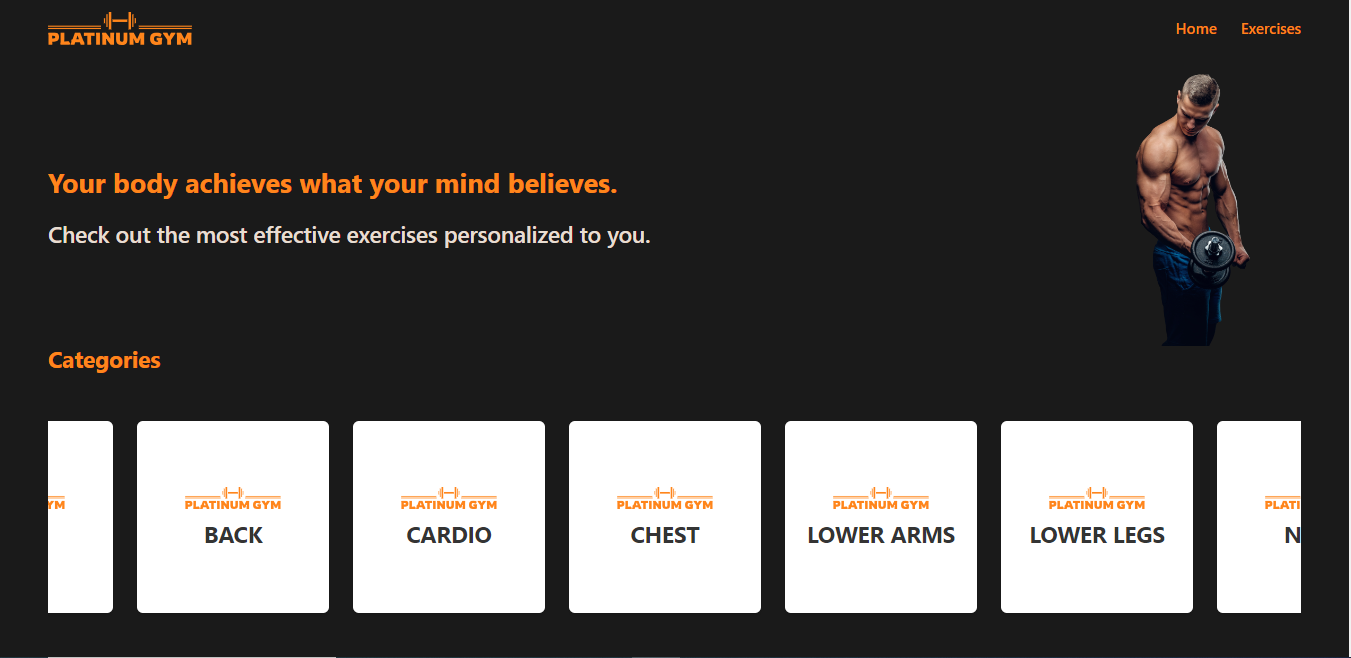 PLATINUM GYM
Home
Exercises
Your body achieves what your mind believes.
Check out the most effective exercises personalized to you.
Categories
YM
PLATINUM GYM
BACK
PLATINUM GYM
CARDIO
PLATINUM GYM
CHEST
PLATINUM GYM
LOWER ARMS
PLATINUM GYM
LOWER LEGS
PLATI
N